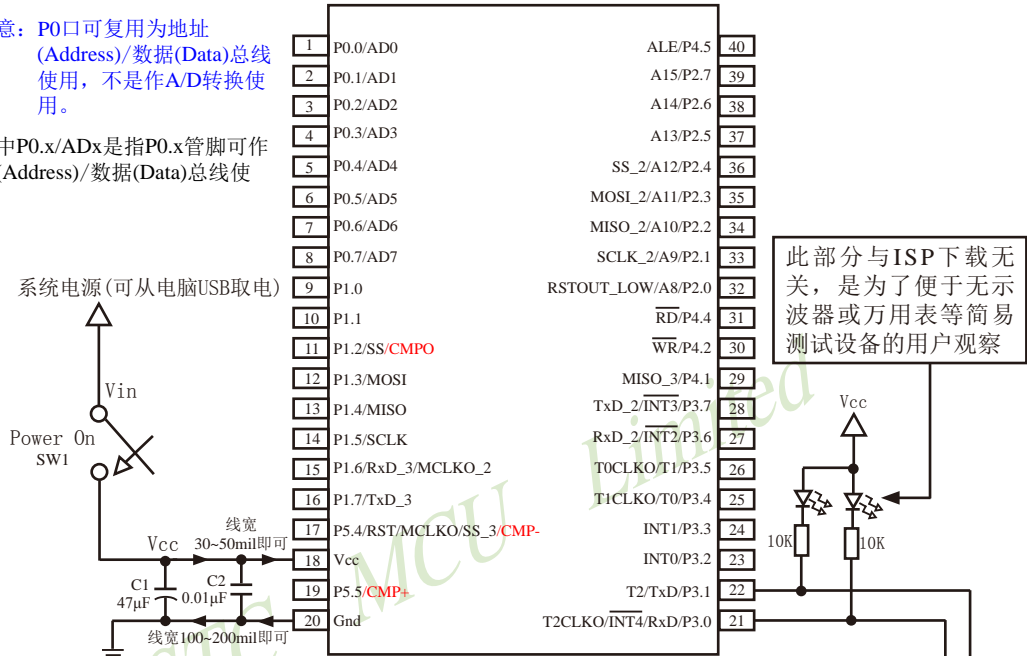 意：P0口可复用为地址
(Address)/数据(Data)总线
使用，不是作A/D转换使
用。
中P0.x/ADx是指P0.x管脚可作
(Address)/数据(Data)总线使
1 P0.0/AD0
2 P0.1/AD1
3 P0.2/AD2
4 P0.3/AD3
5 P0.4/AD4
6 P0.5/AD5
7 P0.6/AD6
8 P0.7/AD7
9 P1.0
10 P1.1
11 P1.2/SS/CMPO
12 P1.3/MOSI
13 P1.4/MISO
14 P1.5/SCLK
15 P1.6/RxD_3/MCLKO_2
16 P1.7/TxD_3
17 P5.4/RST/MCLKO/SS_3/CMP-
18 Vcc
19 P5.5/CMP+
20 Gnd
ALE/P4.5 40
A15/P2.7 39
A14/P2.6 38
A13/P2.5 37
SS_2/A12/P2.4 36
MOSI_2/A11/P2.3 35
MISO_2/A10/P2.2 34
SCLK_2/A9/P2.1 33
RSTOUT_LOW/A8/P2.0 32
RD/P4.4 31
WR/P4.2 30
MISO_3/P4.1 29
TxD_2/INT3/P3.7 28
RxD_2/INT2/P3.6 27
T0CLKO/T1/P3.5 26
T1CLKO/T0/P3.4 25
INT1/P3.3 24
INT0/P3.2 23
T2/TxD/P3.1 22
T2CLKO/INT4/RxD/P3.0 21
系统电源(可从电脑USB取电)
Vin
Power On
SW1
Vcc
线宽
30~50mil即可
C1
47μF
C2
0.01μF
线宽100~200mil即可
此部分与ISP下载无
关，是为了便于无示
波器或万用表等简易
测试设备的用户观察
Vcc
10K
10K
STC MCU Limited